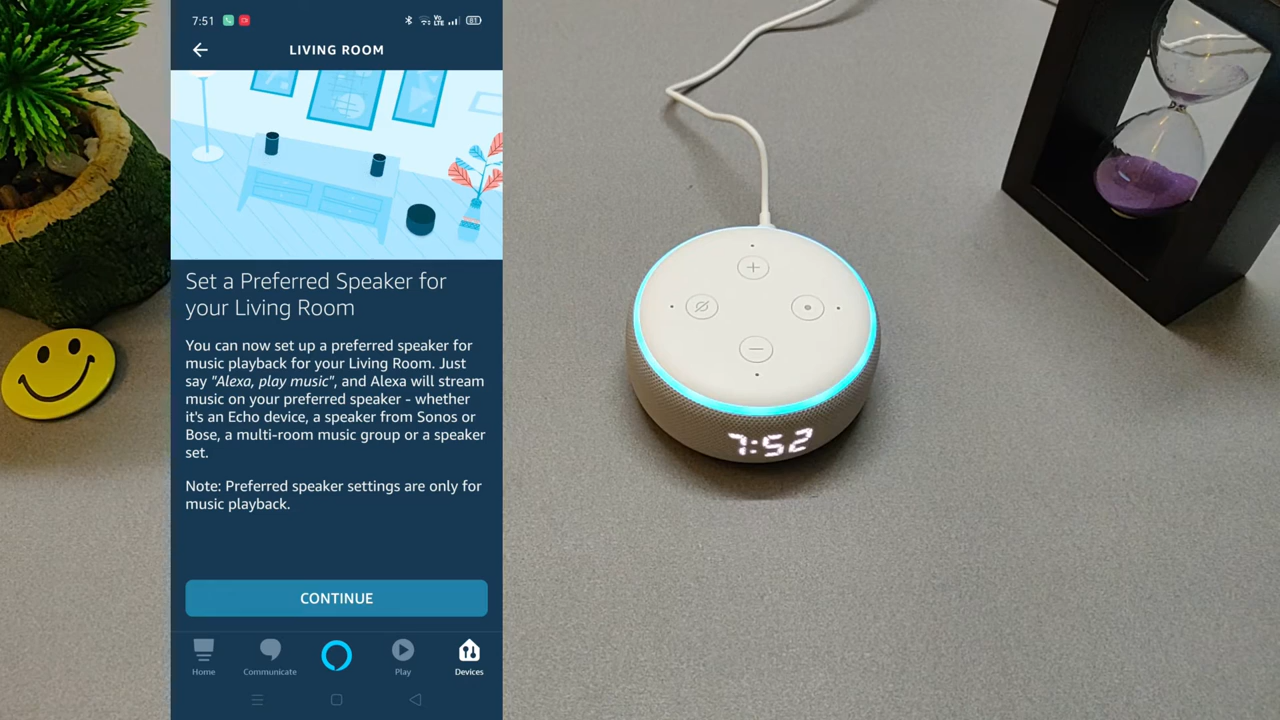 7:51
Vo
LTE
61
LIVING ROOM
Set a Preferred Speaker for
your Living Room
You can now set up a preferred speaker for
music playback for your Living Room. Just
say "Alexa, play music", and Alexa will stream
music on your preferred speaker - whether
it's an Echo device, a speaker from Sonos or
Bose, a multi-room music group or a speaker
set.
Note: Preferred speaker settings are only for
music playback.
CONTINUE
Home
Communicate
Play
Devices
7:52